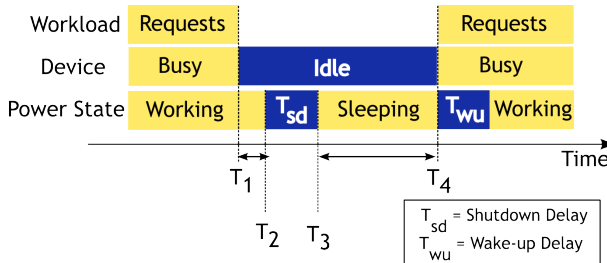 Workload Requests Requests
Device Busy Idle Busy
Power State Working Tsd Sleeping Twu Working
Time
T1 T4
T2 T3
Tsd = Shutdown Delay
Twu = Wake-up Delay